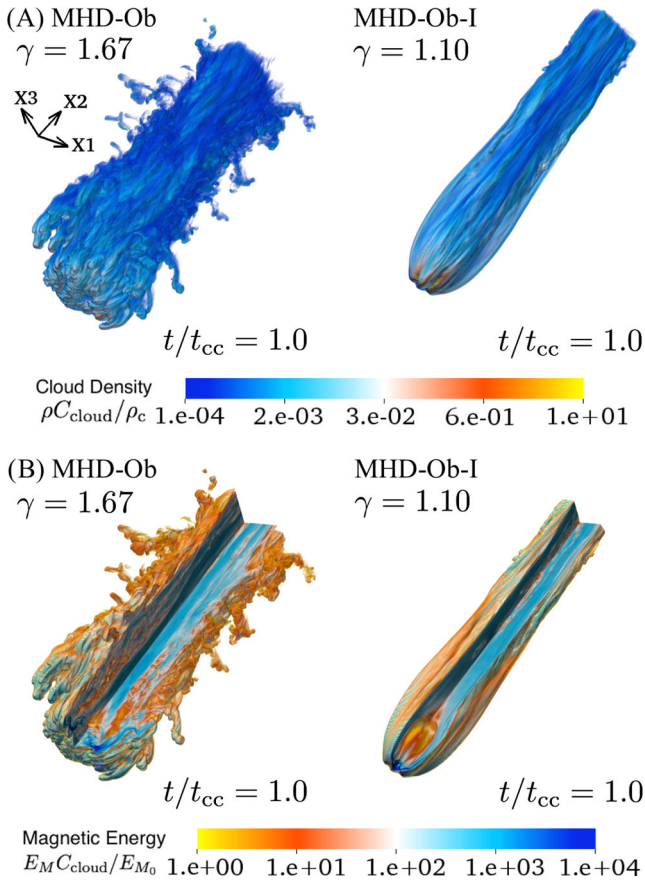 (A) MHD-Ob MHD-Ob-I
γ = 1.67 γ = 1.10
X3 X2
X1
t/t_cc = 1.0 t/t_cc = 1.0
Cloud Density
ρC_cloud/ρ_c 1.e-04 2.e-03 3.e-02 6.e-01 1.e+01
(B) MHD-Ob MHD-Ob-I
γ = 1.67 γ = 1.10
t/t_cc = 1.0 t/t_cc = 1.0
Magnetic Energy
E_M C_cloud/E_M_0 1.e+00 1.e+01 1.e+02 1.e+03 1.e+04